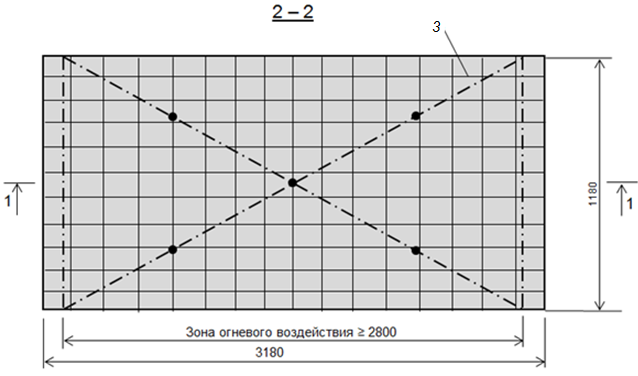 2 – 2
3
1
1
1180
Зона огневого воздействия ≥ 2800
3180